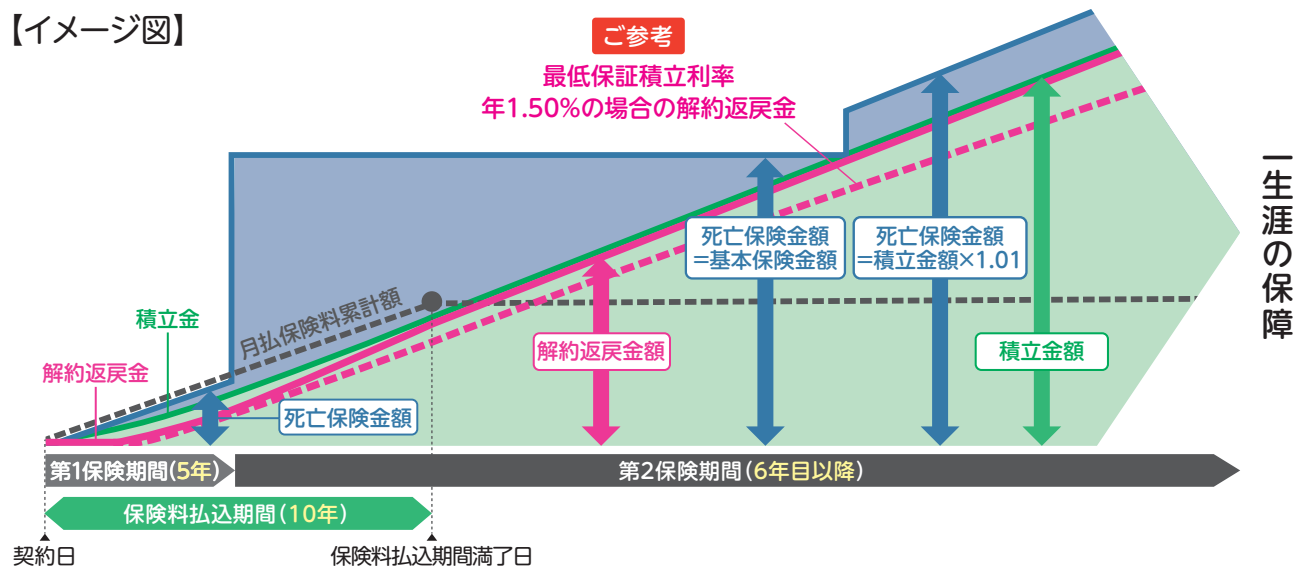 【イメージ図】
ご参考
最低保証積立利率
年1.50%の場合の解約返戻金
一生涯の保障
死亡保険金額
=基本保険金額
死亡保険金額
=積立金額×1.01
月払保険料累計額
積立金
解約返戻金
解約返戻金額
積立金額
死亡保険金額
第1保険期間(5年)
第2保険期間(6年目以降)
保険料払込期間(10年)
契約日
保険料払込期間満了日